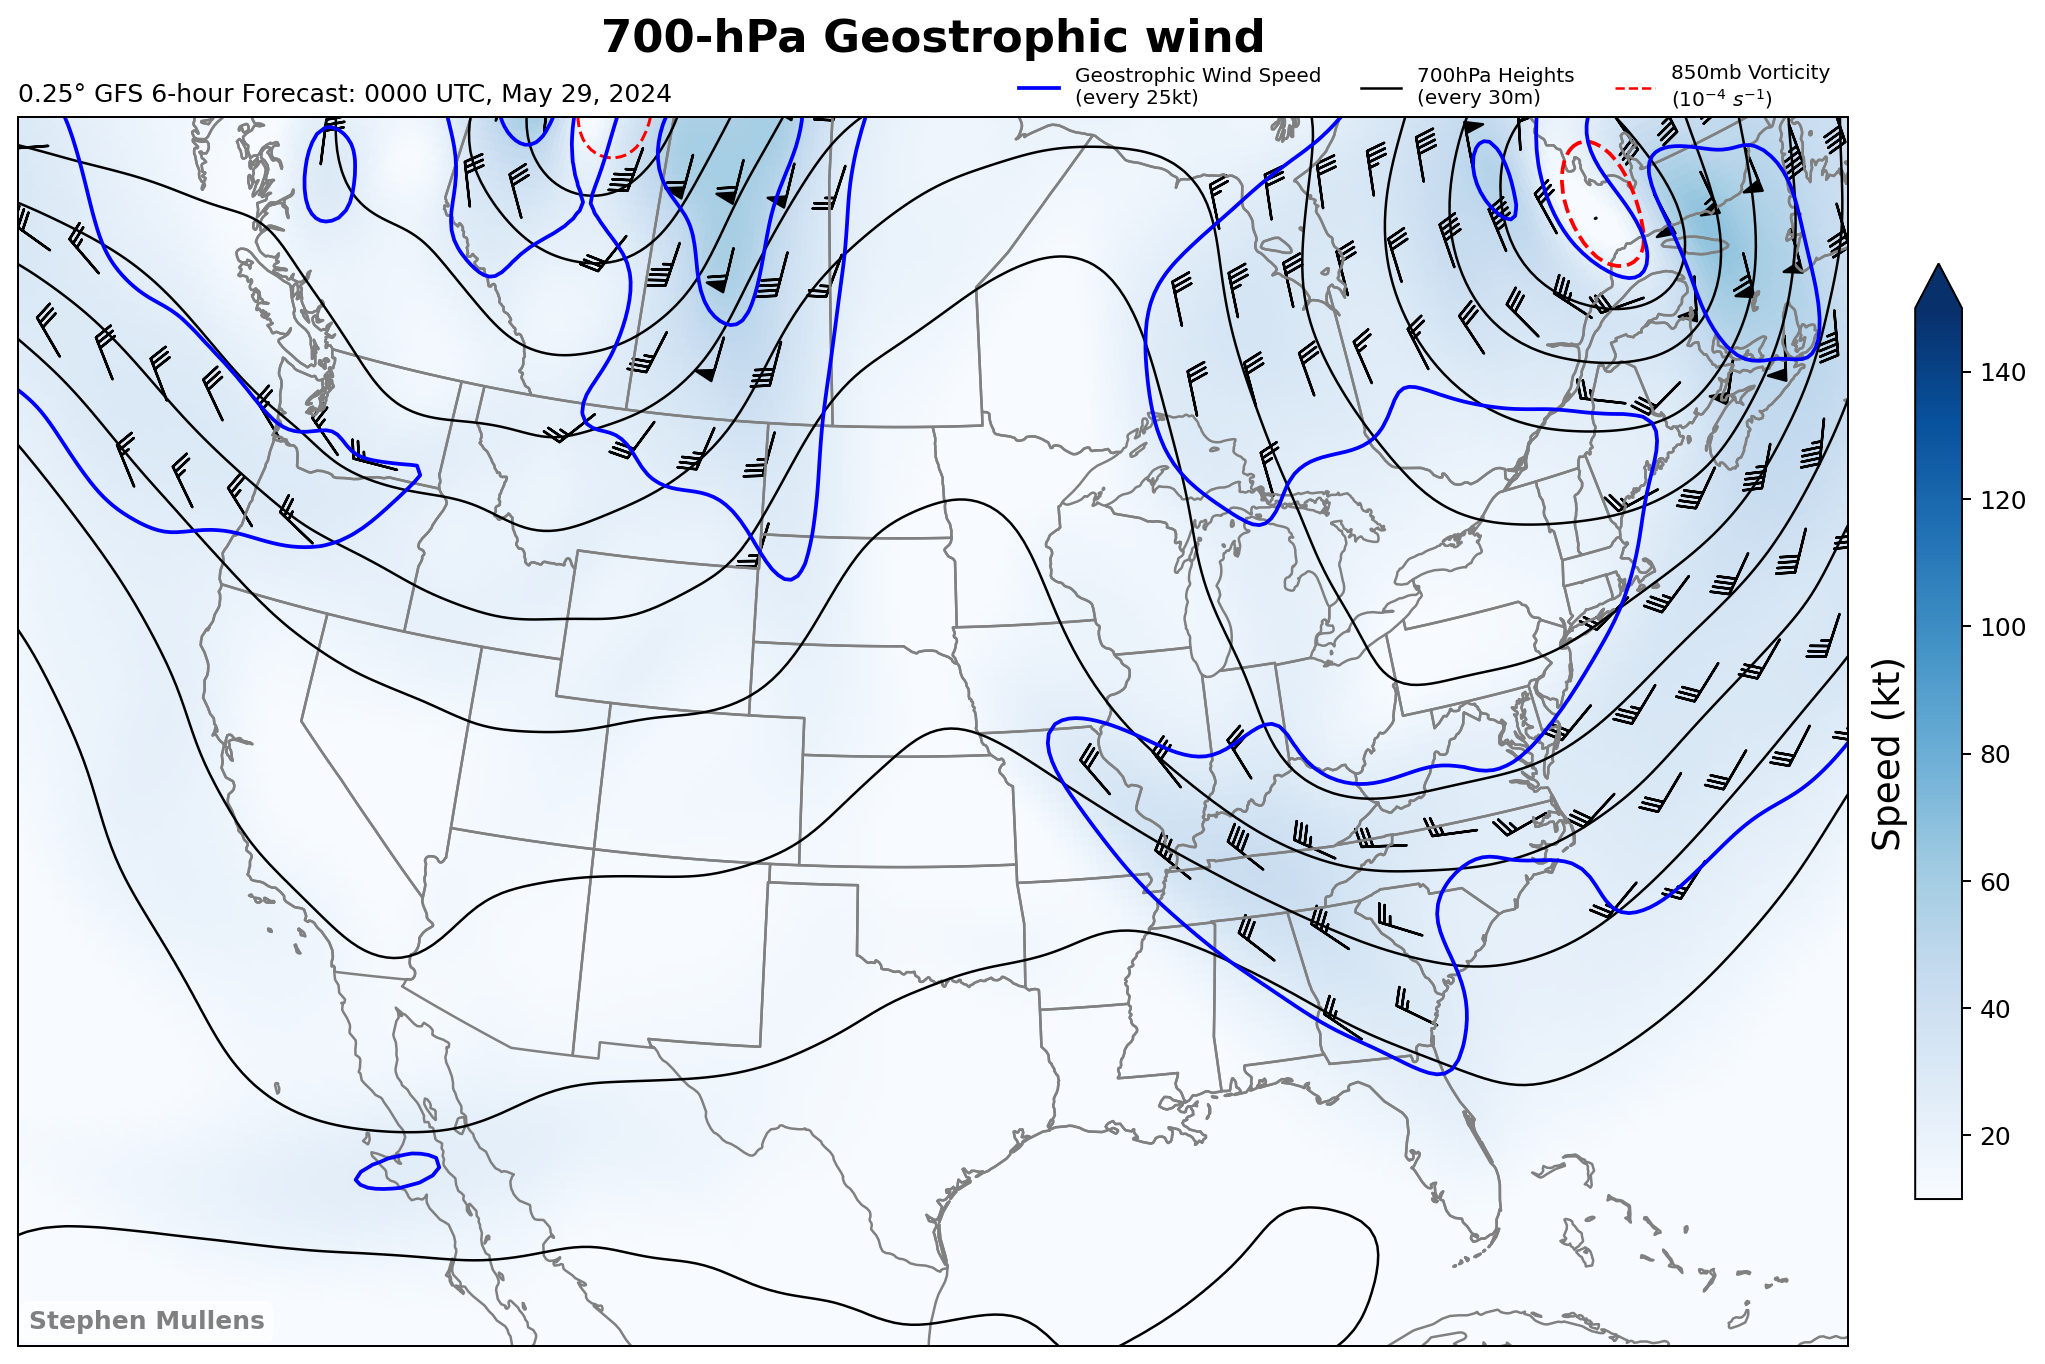 700-hPa Geostrophic wind
0.25° GFS 6-hour Forecast: 0000 UTC, May 29, 2024
Geostrophic Wind Speed
(every 25kt)
700hPa Heights
(every 30m)
850mb Vorticity
(10⁻⁴ s⁻¹)
140
120
100
80
60
40
20
Speed (kt)
Stephen Mullens